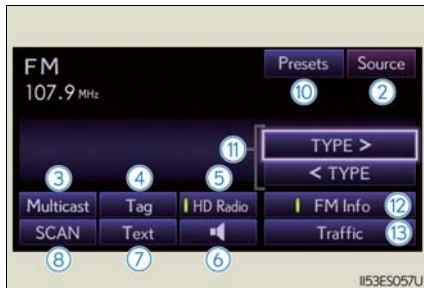 FM
Presets
Source
107.9 MHz
10
2
11
TYPE >
< TYPE
3
4
5
Multicast
Tag
HD Radio
FM Info
12
SCAN
Text
Traffic
13
8
7
6
I153ES057U